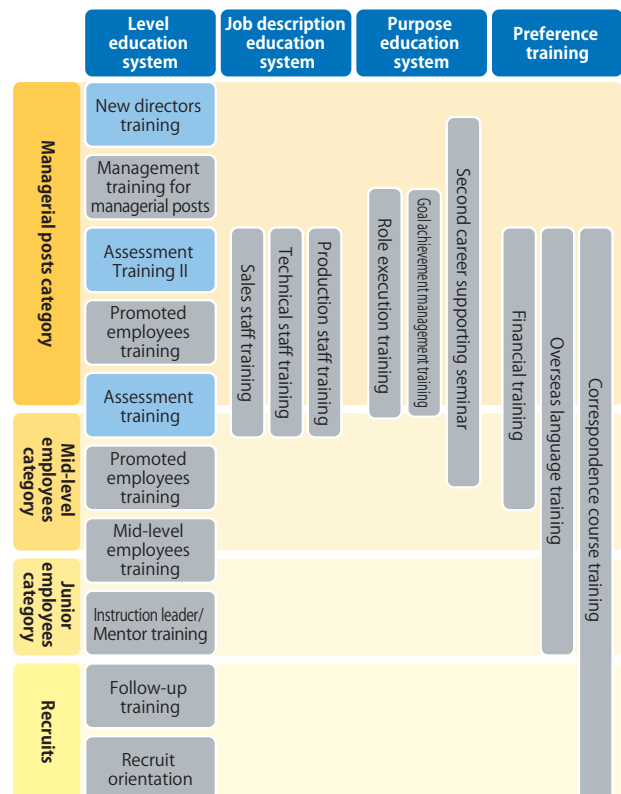 Level
education
system
Job description
education
system
Purpose
education
system
Preference
training
Managerial posts category
New directors
training
Management
training for
managerial posts
Assessment
Training II
Promoted
employees
training
Assessment
training
Sales staff training
Technical staff training
Production staff training
Role execution training
Goal achievement management training
Second career supporting seminar
Financial training
Overseas language training
Correspondence course training
Mid-level
employees
category
Promoted
employees
training
Mid-level
employees
training
Junior
employees
category
Instruction leader/
Mentor training
Recruits
Follow-up
training
Recruit
orientation